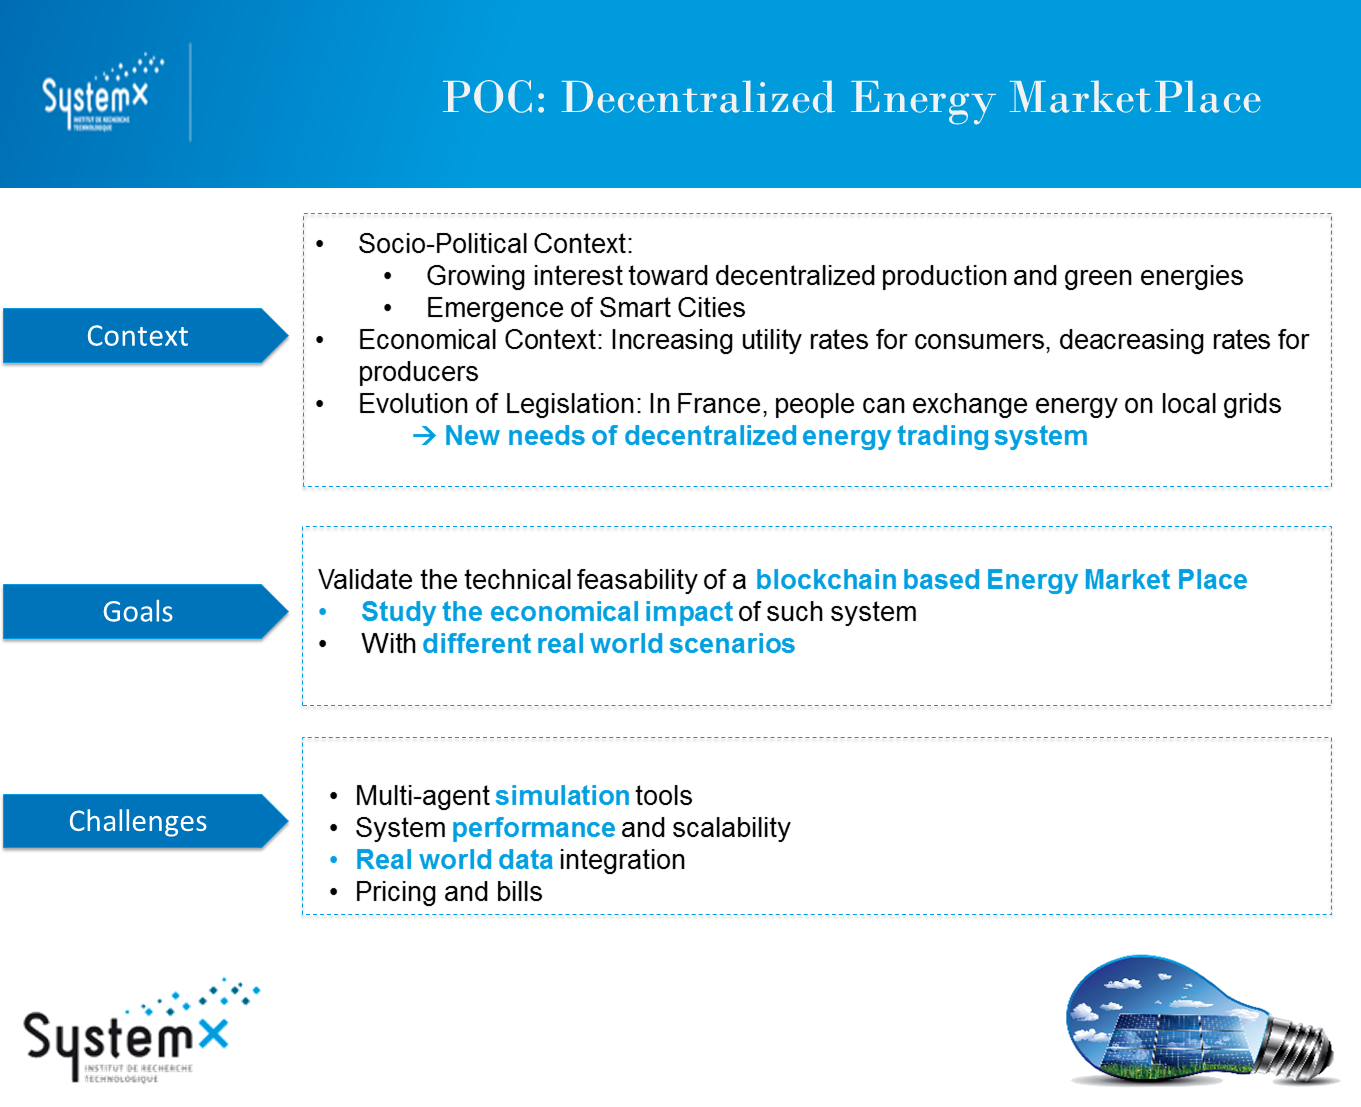 SystemX
INSTITUT DE RECHERCHE
TECHNOLOGIQUE
POC: Decentralized Energy MarketPlace
Context
• Socio-Political Context:
• Growing interest toward decentralized production and green energies
• Emergence of Smart Cities
• Economical Context: Increasing utility rates for consumers, deacreasing rates for
producers
• Evolution of Legislation: In France, people can exchange energy on local grids
→ New needs of decentralized energy trading system
Goals
Validate the technical feasability of a blockchain based Energy Market Place
• Study the economical impact of such system
• With different real world scenarios
Challenges
• Multi-agent simulation tools
• System performance and scalability
• Real world data integration
• Pricing and bills
SystemX
INSTITUT DE RECHERCHE
TECHNOLOGIQUE